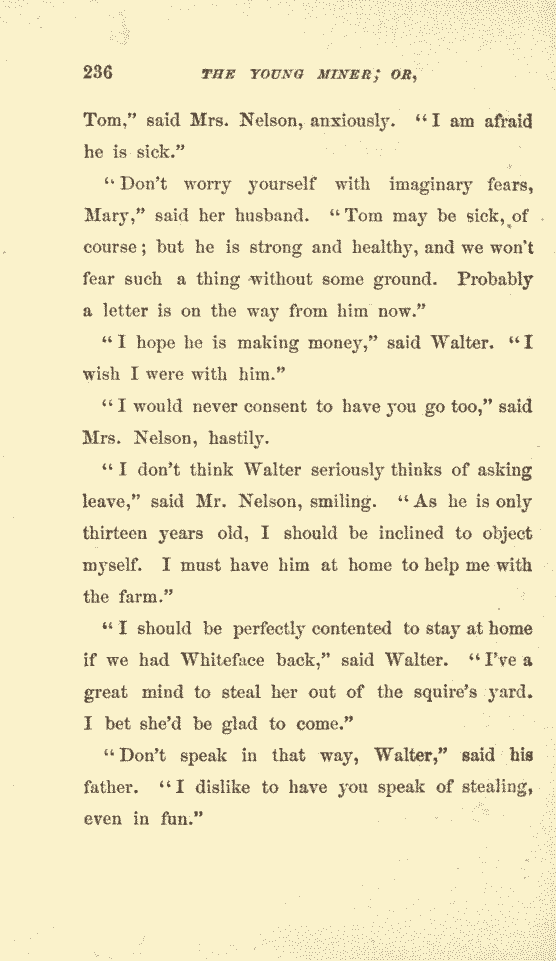 236 THE YOUNG MINER; OR,
Tom," said Mrs. Nelson, anxiously. "I am afraid
he is sick."
"Don't worry yourself with imaginary fears,
Mary," said her husband. "Tom may be sick, of
course; but he is strong and healthy, and we won't
fear such a thing without some ground. Probably
a letter is on the way from him now."
"I hope he is making money," said Walter. "I
wish I were with him."
"I would never consent to have you go too," said
Mrs. Nelson, hastily.
"I don't think Walter seriously thinks of asking
leave," said Mr. Nelson, smiling. "As he is only
thirteen years old, I should be inclined to object
myself. I must have him at home to help me with
the farm."
"I should be perfectly contented to stay at home
if we had Whiteface back," said Walter. "I've a
great mind to steal her out of the squire's yard.
I bet she'd be glad to come."
"Don't speak in that way, Walter," said his
father. "I dislike to have you speak of stealing,
even in fun."